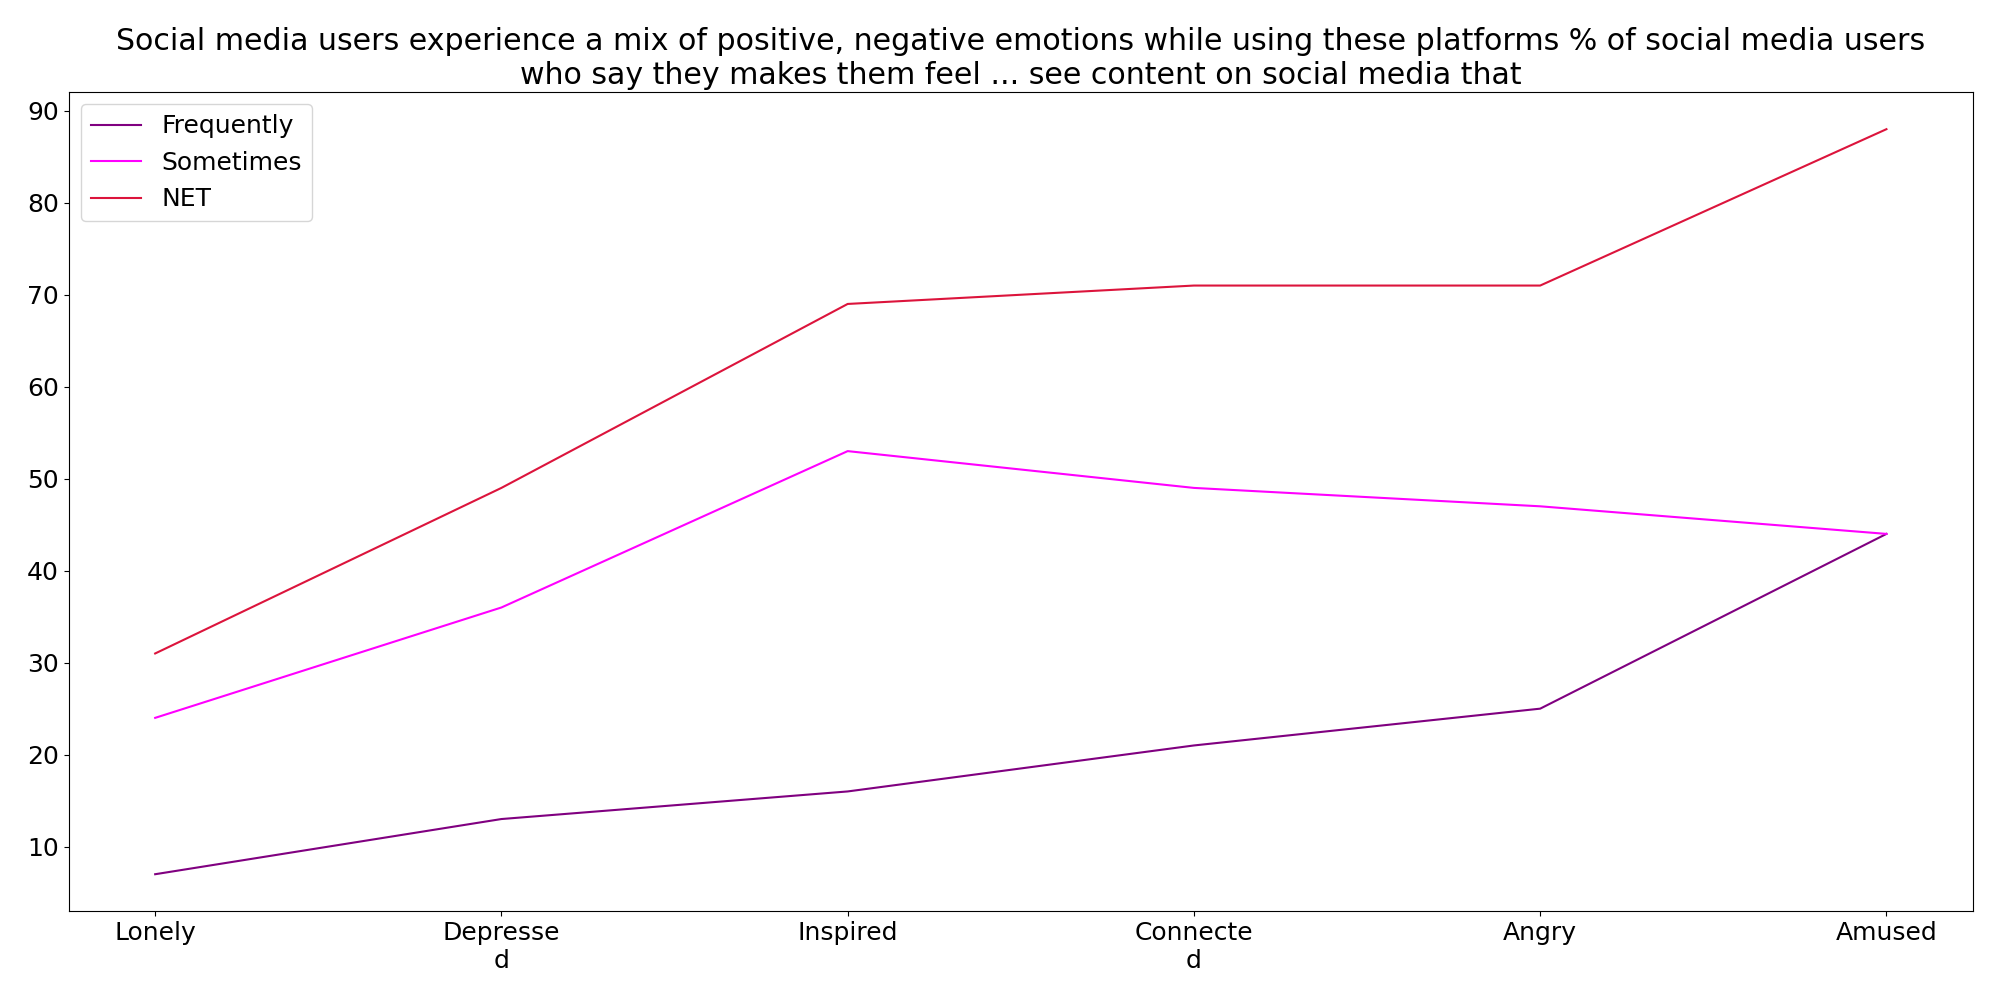 Social media users experience a mix of positive, negative emotions while using these platforms % of social media users
who say they makes them feel ... see content on social media that
Frequently
Sometimes
NET
90
80
70
60
50
40
30
20
10
Lonely
Depresse
d
Inspired
Connecte
d
Angry
Amused